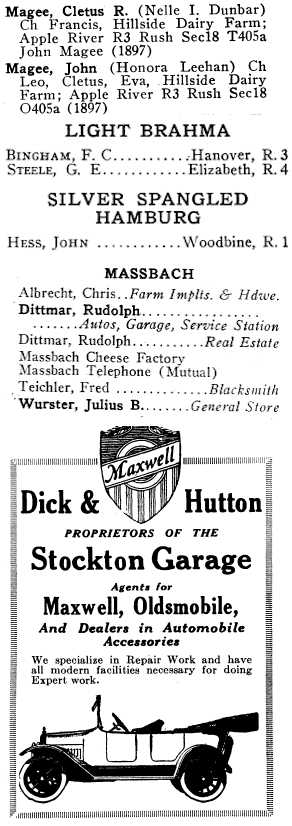 Magee, Cletus R. (Nelle I. Dunbar)
Ch Francis, Hillside Dairy Farm;
Apple River R3 Rush Sec18 T405a
John Magee (1897)
Magee, John (Honora Leehan) Ch
Leo, Cletus, Eva, Hillside Dairy
Farm; Apple River R3 Rush Sec18
O405a (1897)
LIGHT BRAHMA
BINGHAM, F. C...........Hanover, R. 3
STEELE, G. E............Elizabeth, R. 4
SILVER SPANGLED
HAMBURG
HESS, JOHN ............Woodbine, R. 1
MASSBACH
Albrecht, Chris..Farm Implts. & Hdwe.
Dittmar, Rudolph.................
.......Autos, Garage, Service Station
Dittmar, Rudolph...........Real Estate
Massbach Cheese Factory
Massbach Telephone (Mutual)
Teichler, Fred .............Blacksmith
Wurster, Julius B.......General Store
Maxwell
Dick & Hutton
PROPRIETORS OF THE
Stockton Garage
Agents for
Maxwell, Oldsmobile,
And Dealers in Automobile
Accessories
We specialize in Repair Work and have
all modern facilities necessary for doing
Expert work.